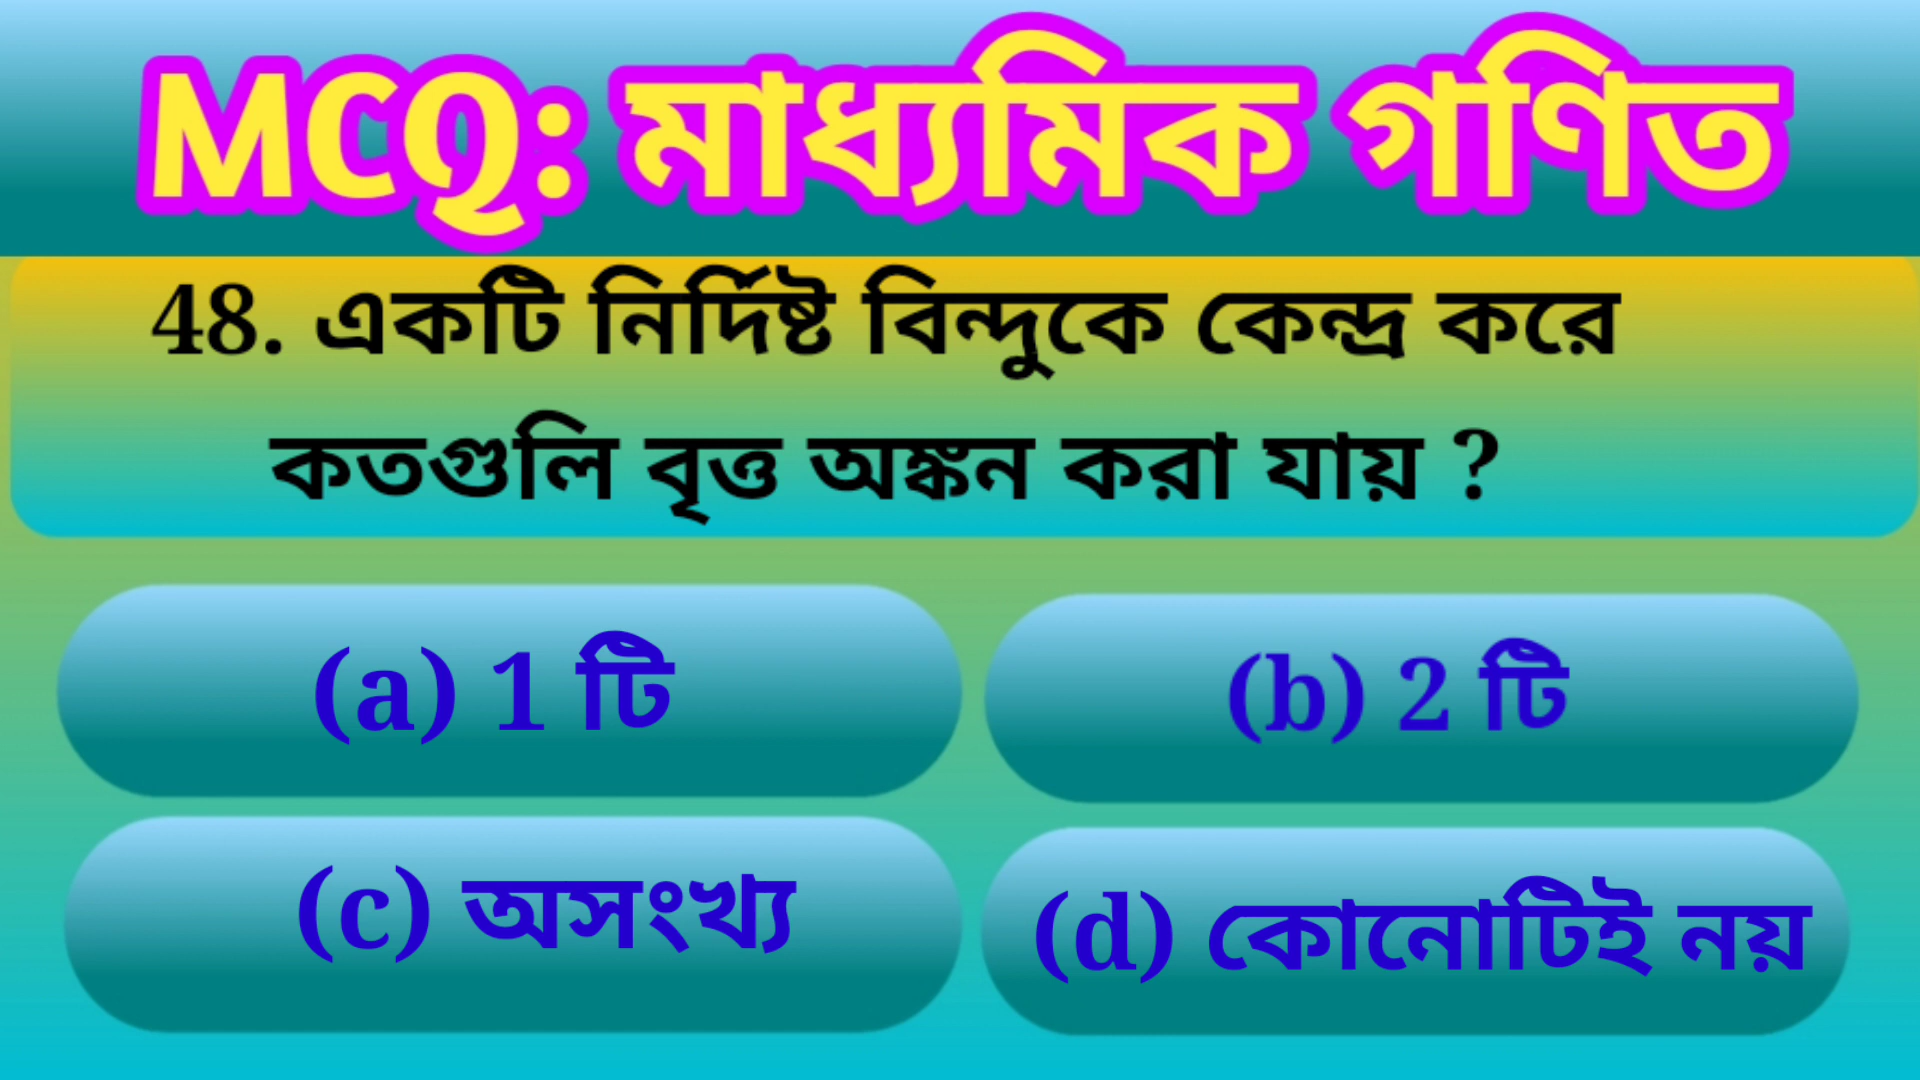 MCQ: মাধ্যমিক গণিত
48. একটি নির্দিষ্ট বিন্দুকে কেন্দ্র করে
কতগুলি বৃত্ত অঙ্কন করা যায় ?
(a) 1 টি
(b) 2 টি
(c) অসংখ্য
(d) কোনোটিই নয়